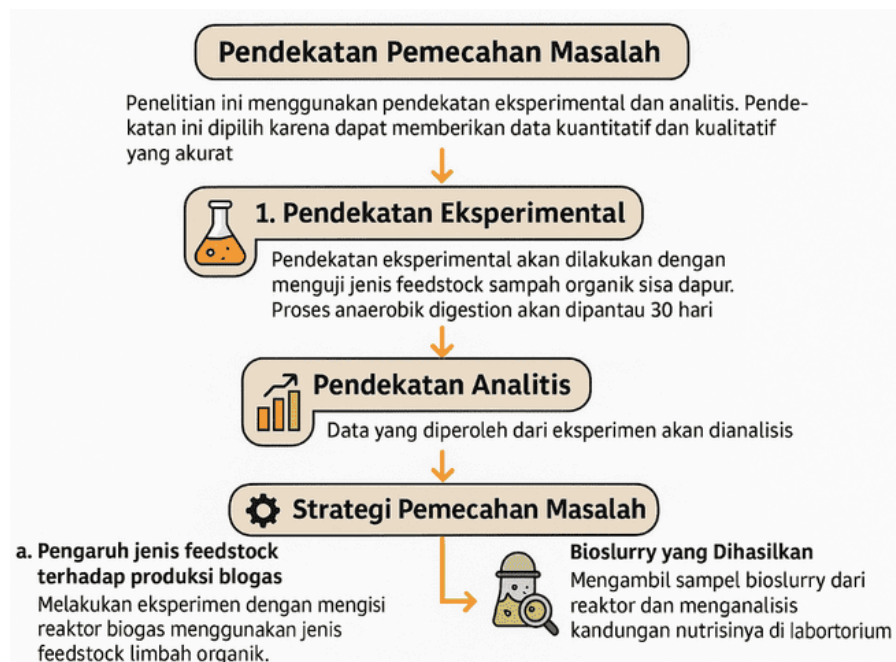 Pendekatan Pemecahan Masalah
Penelitian ini menggunakan pendekatan eksperimental dan analitis. Pende-
katan ini dipilih karena dapat memberikan data kuantitatif dan kualitatif
yang akurat
1. Pendekatan Eksperimental
Pendekatan eksperimental akan dilakukan dengan
menguji jenis feedstock sampah organik sisa dapur.
Proses anaerobik digestion akan dipantau 30 hari
Pendekatan Analitis
Data yang diperoleh dari eksperimen akan dianalisis
Strategi Pemecahan Masalah
a. Pengaruh jenis feedstock
terhadap produksi blogas
Melakukan eksperimen dengan mengisi
reaktor biogas menggunakan jenis
feedstock limbah organik.
Bioslurry yang Dihasilkan
Mengambil sampel bioslurry dari
reaktor dan menganalisis
kandungan nutrisinya di labortorium